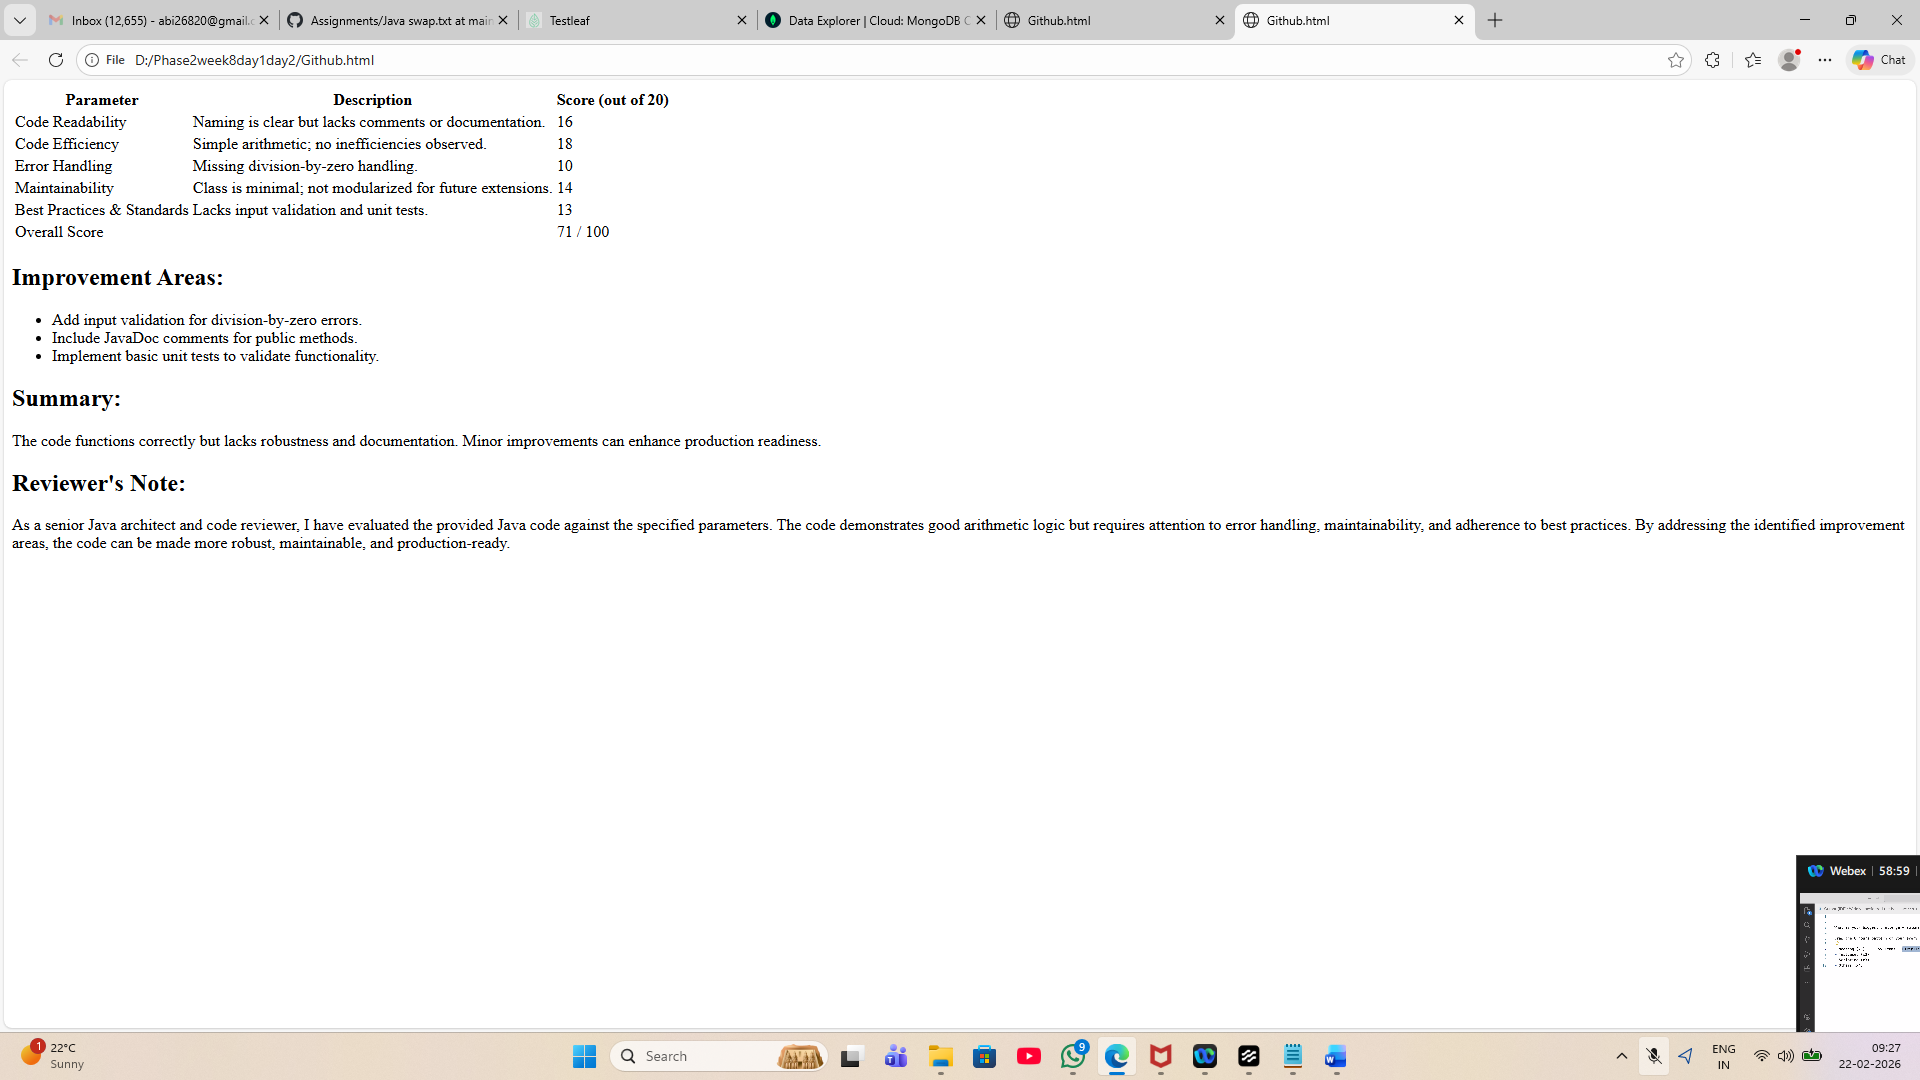 Inbox (12,655) - abi26820@gmail.c
Assignments/Java swap.txt at main
Testleaf
Data Explorer | Cloud: MongoDB C
Github.html
Github.html
File D:/Phase2week8day1day2/Github.html
Chat
Parameter Description Score (out of 20)
Code Readability Naming is clear but lacks comments or documentation. 16
Code Efficiency Simple arithmetic; no inefficiencies observed. 18
Error Handling Missing division-by-zero handling. 10
Maintainability Class is minimal; not modularized for future extensions. 14
Best Practices & Standards Lacks input validation and unit tests. 13
Overall Score 71 / 100
Improvement Areas:
• Add input validation for division-by-zero errors.
• Include JavaDoc comments for public methods.
• Implement basic unit tests to validate functionality.
Summary:
The code functions correctly but lacks robustness and documentation. Minor improvements can enhance production readiness.
Reviewer's Note:
As a senior Java architect and code reviewer, I have evaluated the provided Java code against the specified parameters. The code demonstrates good arithmetic logic but requires attention to error handling, maintainability, and adherence to best practices. By addressing the identified improvement
areas, the code can be made more robust, maintainable, and production-ready.
Webex 58:59
1
22°C
Sunny
Search
9
ENG
IN
09:27
22-02-2026